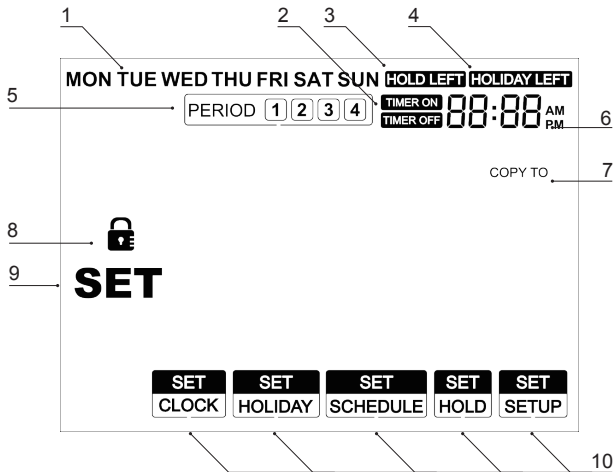 1 2 3 4
MON TUE WED THU FRI SAT SUN HOLD LEFT HOLIDAY LEFT
5 PERIOD 1 2 3 4 TIMER ON 88:88 AM 6
TIMER OFF PM
COPY TO 7
8
9 SET
SET SET SET SET SET
CLOCK HOLIDAY SCHEDULE HOLD SETUP
10